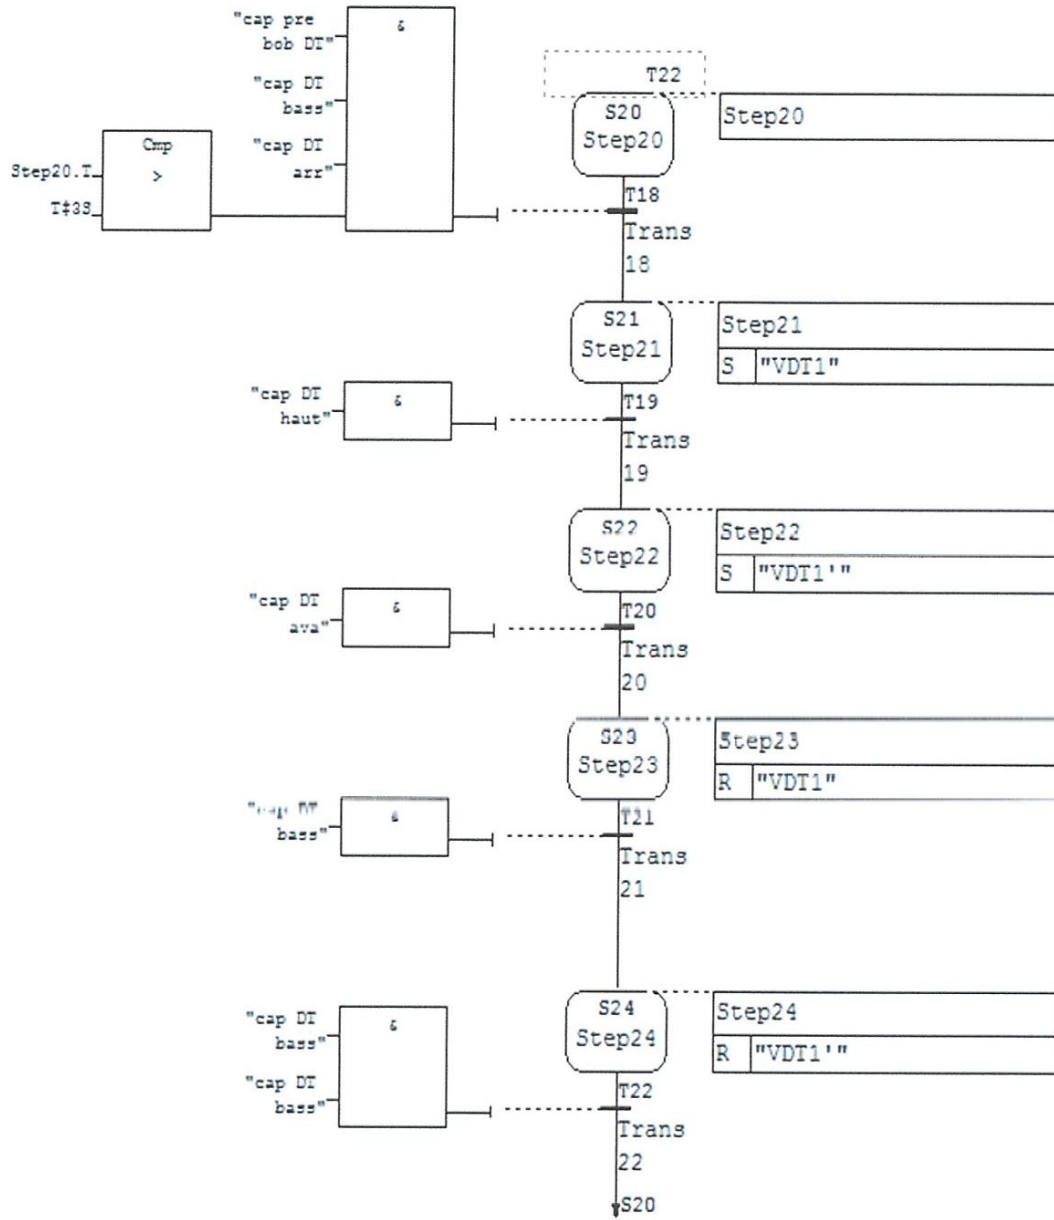 "cap pre
bob DT"
&
"cap DT
bass"
"cap DT
arr"
Cmp
>
Step20.T
T‡3S
T22
S20
Step20
Step20
T18
Trans
18
S21
Step21
Step21
S "VDT1"
"cap DT
haut"
&
T19
Trans
19
S22
Step22
Step22
S "VDT1'"
"cap DT
ava"
&
T20
Trans
20
S23
Step23
Step23
R "VDT1"
"cap DT
bass"
&
T21
Trans
21
S24
Step24
Step24
R "VDT1'"
"cap DT
bass"
"cap DT
bass"
&
T22
Trans
22
S20